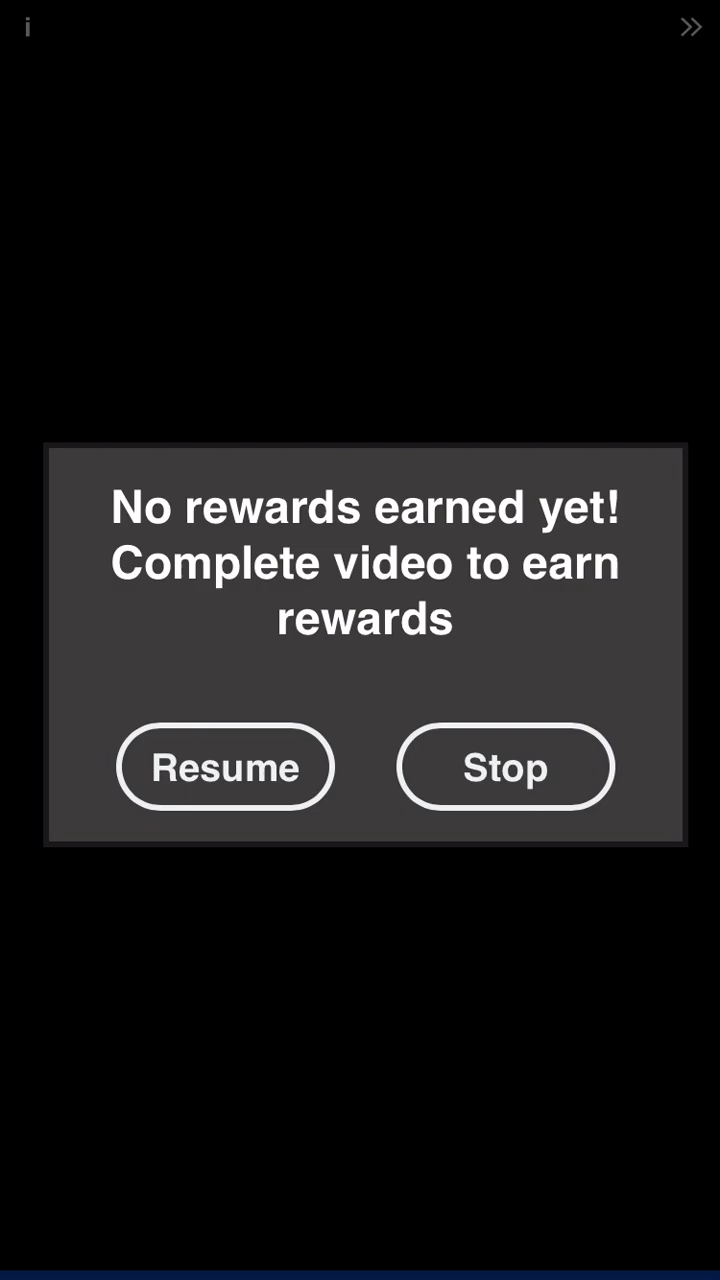 i
No rewards earned yet!
Complete video to earn
rewards
Resume
Stop